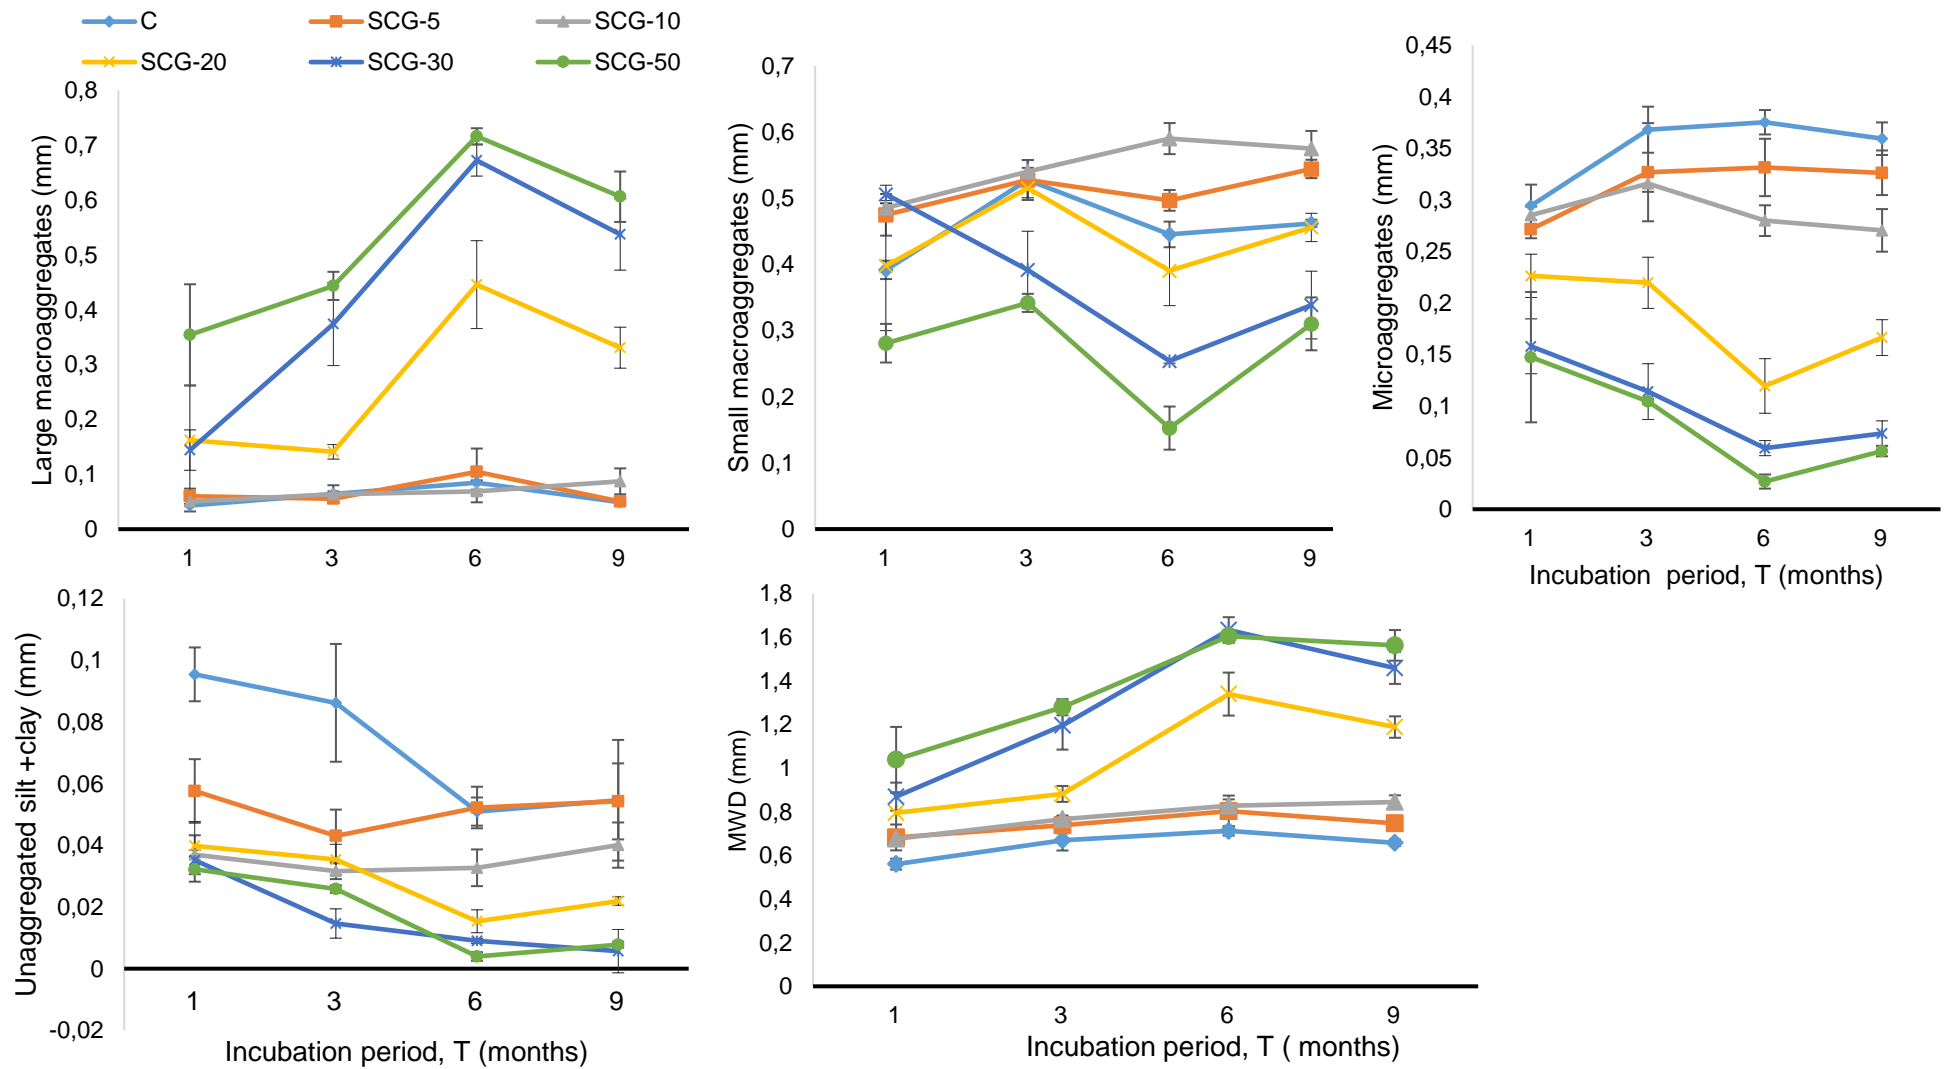 C
SCG-5
SCG-10
SCG-20
SCG-30
SCG-50
Large macroaggregates (mm)
0,8
0,7
0,6
0,5
0,4
0,3
0,2
0,1
0
1 3 6 9
Small macroaggregates (mm)
0,7
0,6
0,5
0,4
0,3
0,2
0,1
0
1 3 6 9
Microaggregates (mm)
0,45
0,4
0,35
0,3
0,25
0,2
0,15
0,1
0,05
0
1 3 6 9
Incubation period, T (months)
Unaggregated silt +clay (mm)
0,12
0,1
0,08
0,06
0,04
0,02
0
-0,02
1 3 6 9
Incubation period, T (months)
MWD (mm)
1,8
1,6
1,4
1,2
1
0,8
0,6
0,4
0,2
0
1 3 6 9
Incubation period, T ( months)